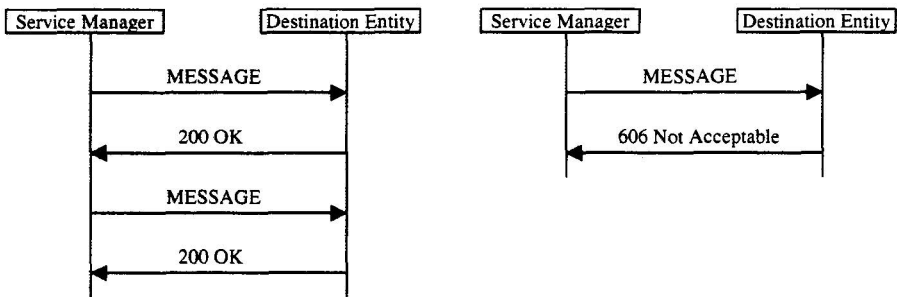 Service Manager
Destination Entity
MESSAGE
200 OK
MESSAGE
200 OK
Service Manager
Destination Entity
MESSAGE
606 Not Acceptable